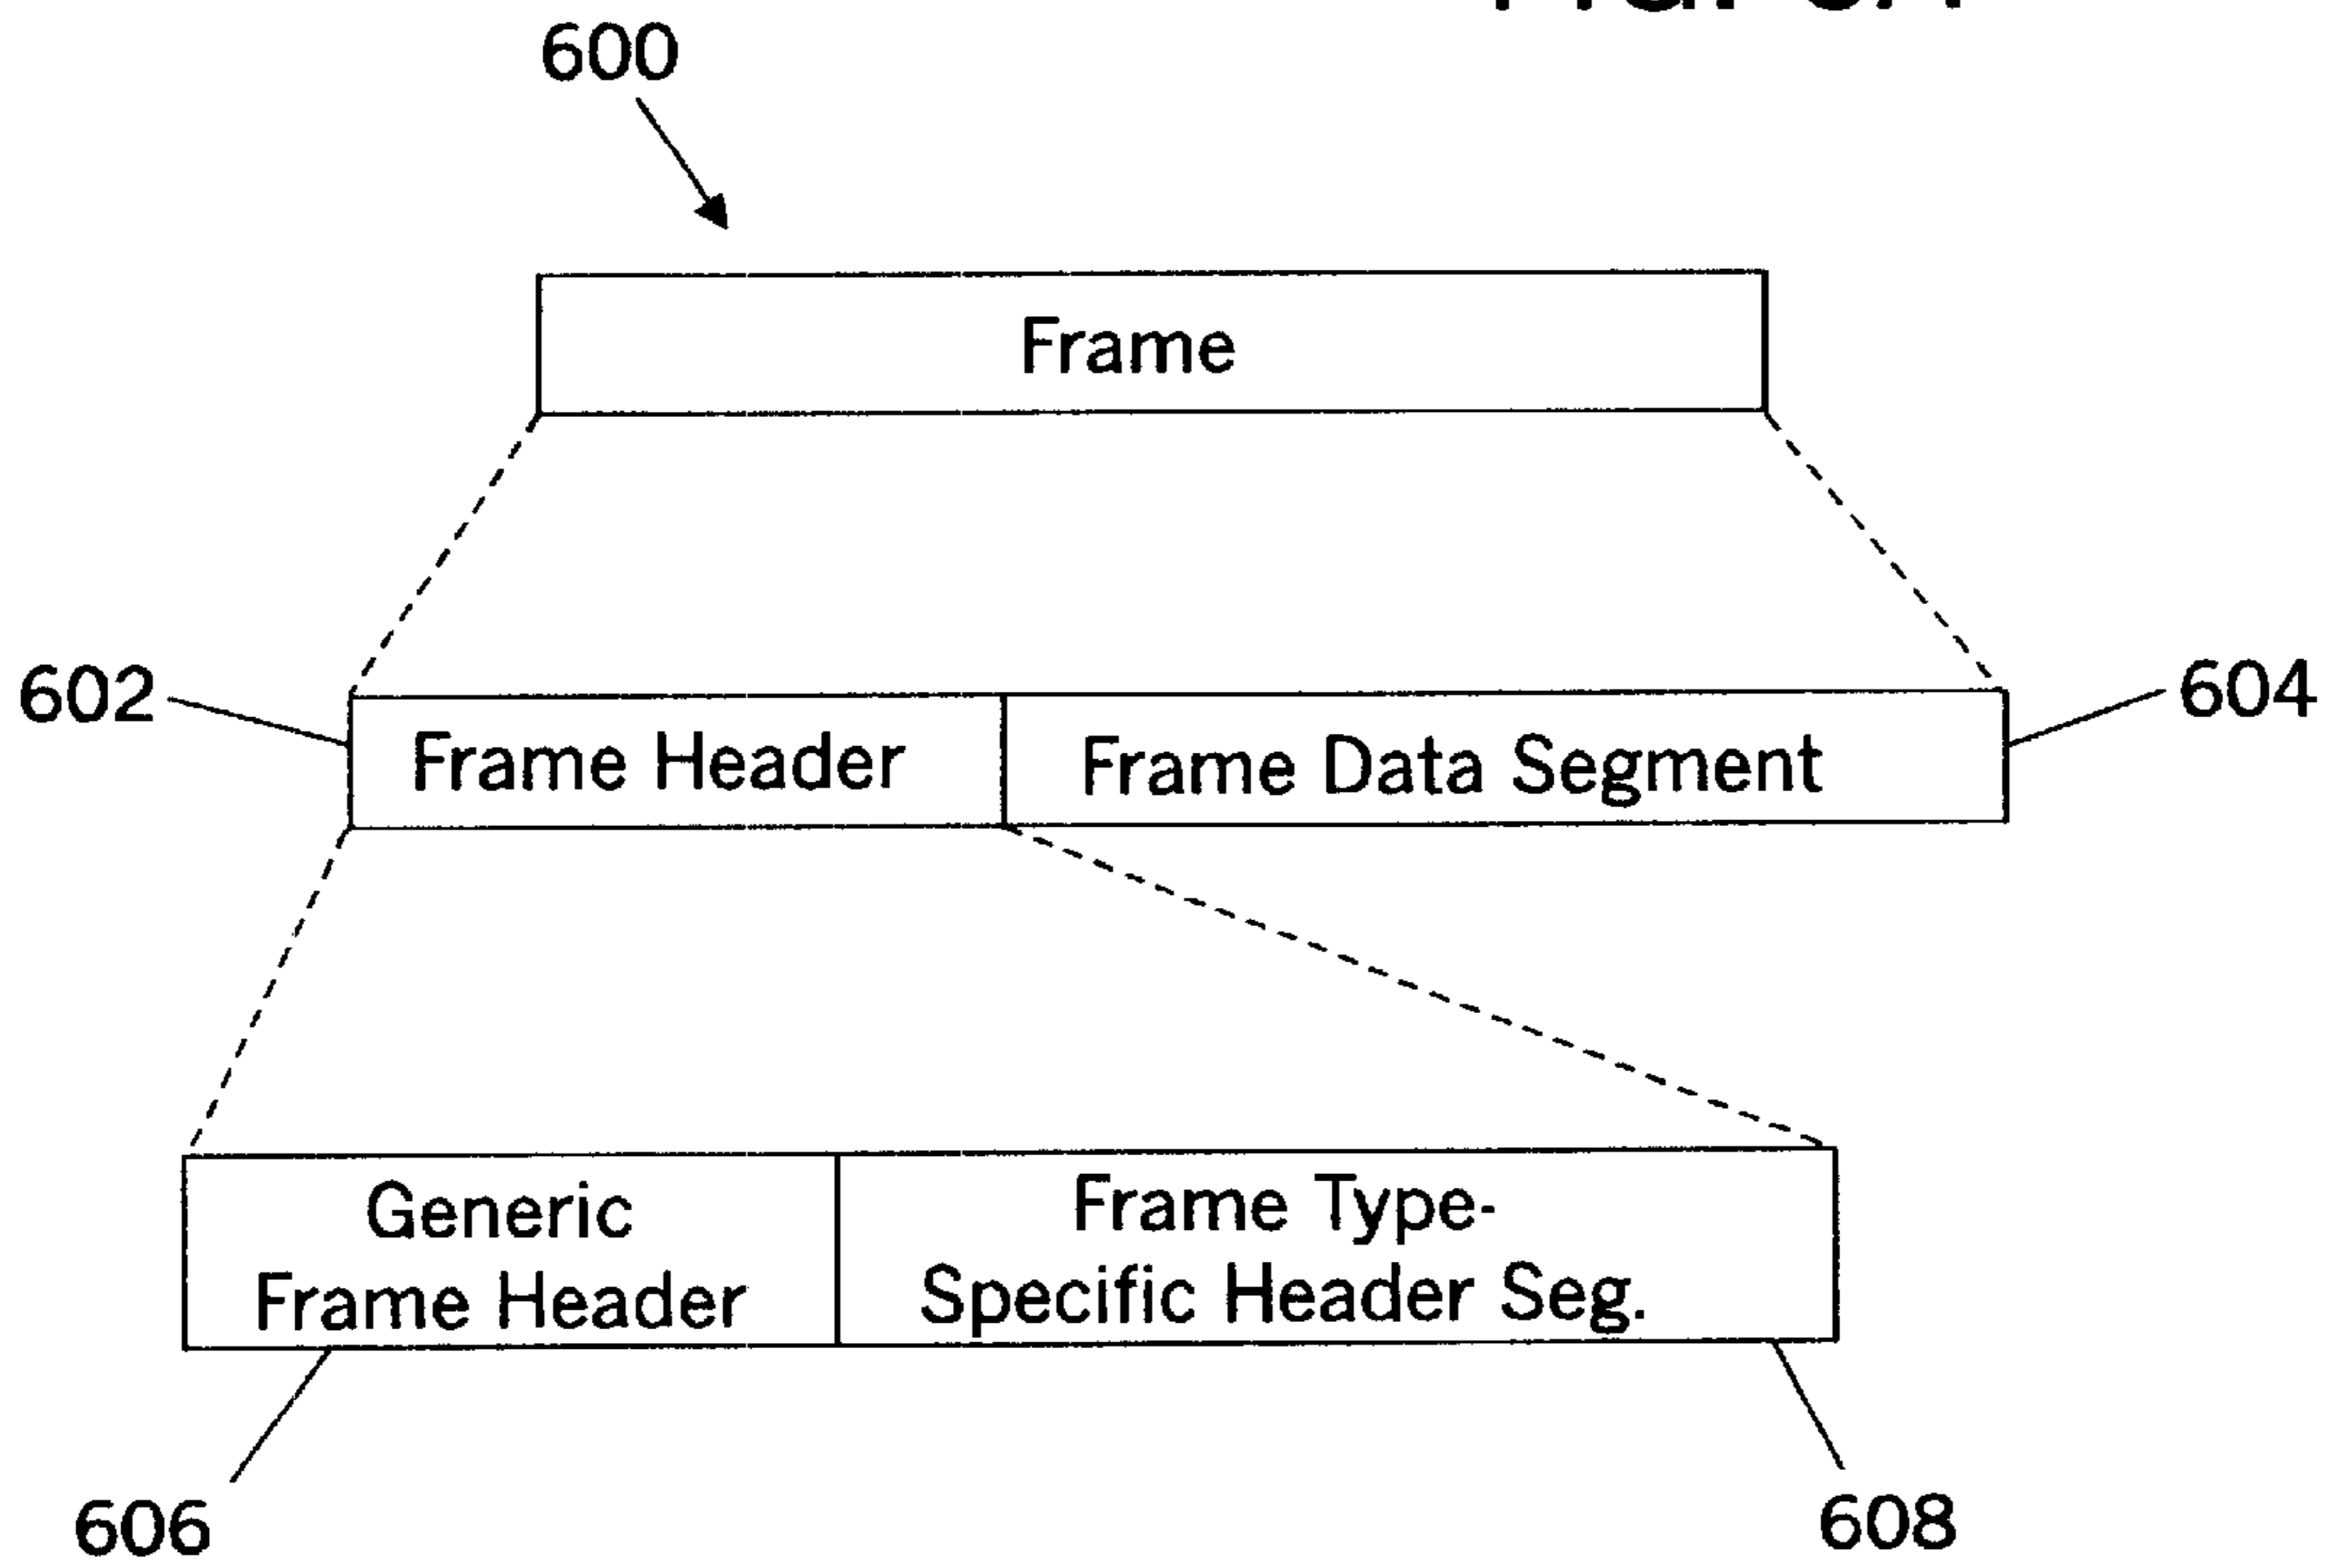 600
Frame
602
Frame Header
Frame Data Segment
604
Generic
Frame Header
Frame Type-
Specific Header Seg.
606
608